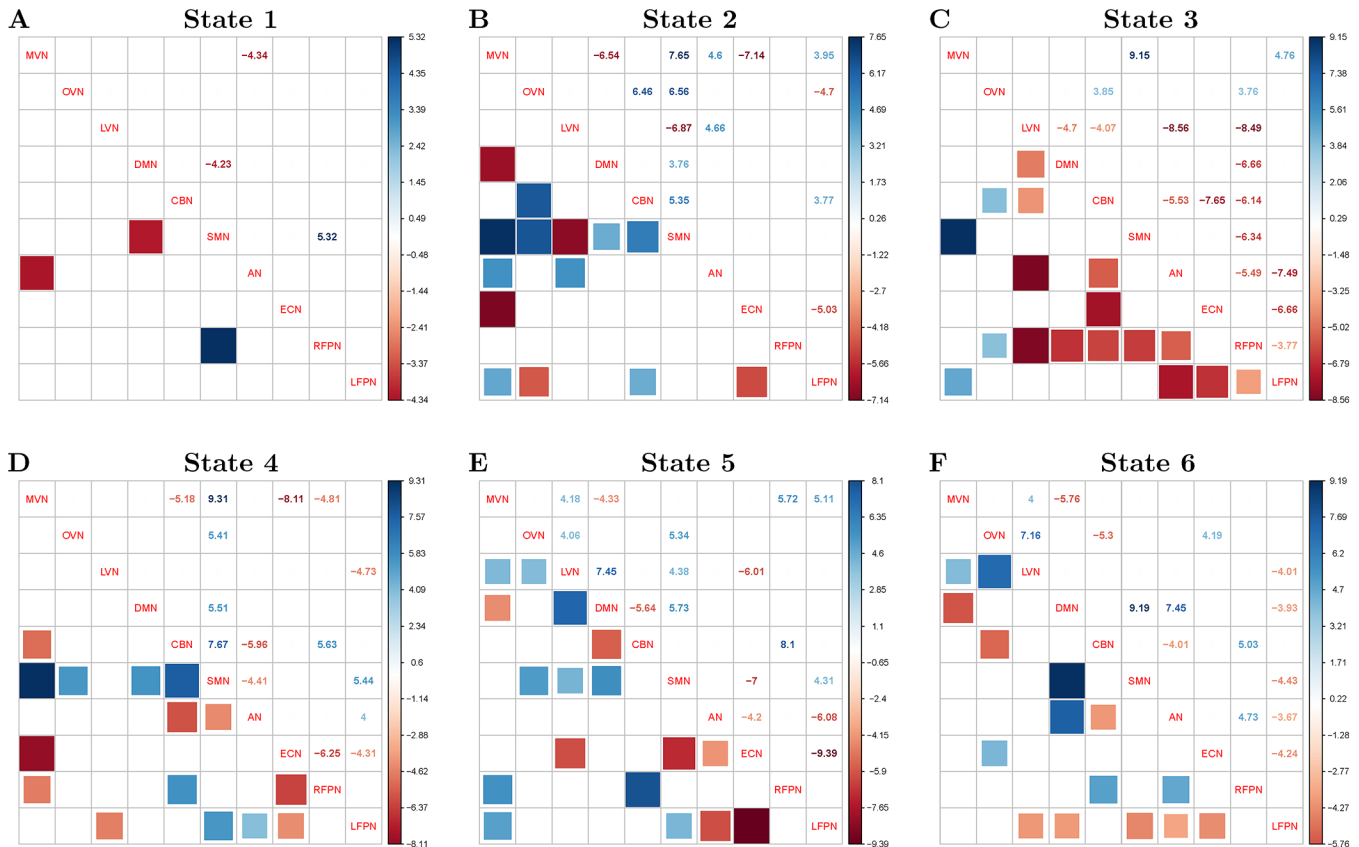 A State 1
B State 2
C State 3
MVN −4.34
OVN
LVN
DMN −4.23
CBN
SMN 5.32
AN
ECN
RFPN
LFPN
5.32
4.35
3.39
2.42
1.45
0.49
−0.48
−1.44
−2.41
−3.37
−4.34
MVN −6.54 7.65 4.6 −7.14 3.95
OVN 6.46 6.56 −4.7
LVN −6.87 4.66
DMN 3.76
CBN 5.35 3.77
SMN
AN
ECN −5.03
RFPN
LFPN
7.65
6.17
4.69
3.21
1.73
0.26
−1.22
−2.7
−4.18
−5.66
−7.14
MVN 9.15 4.76
OVN 3.85 3.76
LVN −4.7 −4.07 −8.56 −8.49
DMN −6.66
CBN −5.53 −7.65 −6.14
SMN −6.34
AN −5.49 −7.49
ECN −6.66
RFPN −3.77
LFPN
9.15
7.38
5.61
3.84
2.06
0.29
−1.48
−3.25
−5.02
−6.79
−8.56
D State 4
E State 5
F State 6
MVN −5.18 9.31 −8.11 −4.81
OVN 5.41
LVN −4.73
DMN 5.51
CBN 7.67 −5.96 5.63
SMN −4.41 5.44
AN 4
ECN −6.25 −4.31
RFPN
LFPN
9.31
7.57
5.83
4.09
2.34
0.6
−1.14
−2.88
−4.62
−6.37
−8.11
MVN 4.18 −4.33 5.72 5.11
OVN 4.06 5.34
LVN 7.45 4.38 −6.01
DMN −5.64 5.73
CBN 8.1
SMN −7 4.31
AN −4.2 −6.08
ECN −9.39
RFPN
LFPN
8.1
6.35
4.6
2.85
1.1
−0.65
−2.4
−4.15
−5.9
−7.65
−9.39
MVN 4 −5.76
OVN 7.16 −5.3 4.19
LVN −4.01
DMN 9.19 7.45 −3.93
CBN −4.01 5.03
SMN −4.43
AN 4.73 −3.67
ECN −4.24
RFPN
LFPN
9.19
7.69
6.2
4.7
3.21
1.71
0.22
−1.28
−2.77
−4.27
−5.76